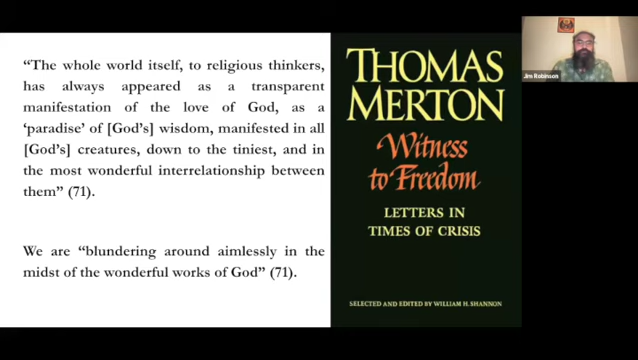 “The whole world itself, to religious thinkers,
has always appeared as a transparent
manifestation of the love of God, as a
‘paradise’ of [God’s] wisdom, manifested in all
[God’s] creatures, down to the tiniest, and in
the most wonderful interrelationship between
them” (71).
We are “blundering around aimlessly in the
midst of the wonderful works of God” (71).
THOMAS
MERTON
Witness
to Freedom
LETTERS IN
TIMES OF CRISIS
SELECTED AND EDITED BY WILLIAM H. SHANNON
Jim Robinson